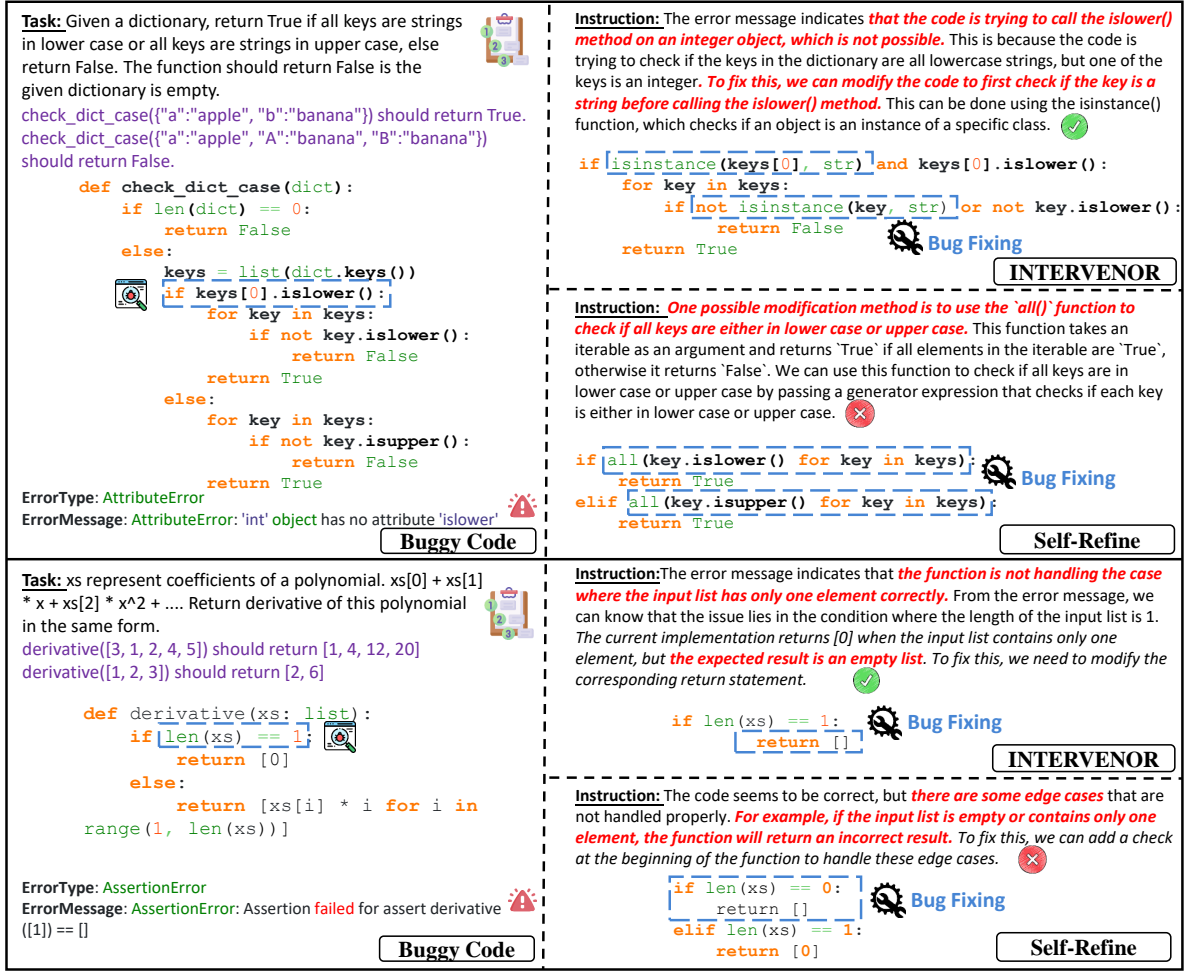 Task: Given a dictionary, return True if all keys are strings
in lower case or all keys are strings in upper case, else
return False. The function should return False is the
given dictionary is empty.
check_dict_case({"a":"apple", "b":"banana"}) should return True.
check_dict_case({"a":"apple", "A":"banana", "B":"banana"})
should return False.
def check_dict_case(dict):
if len(dict) == 0:
return False
else:
keys = list(dict.keys())
if keys[0].islower():
for key in keys:
if not key.islower():
return False
return True
else:
for key in keys:
if not key.isupper():
return False
return True
ErrorType: AttributeError
ErrorMessage: AttributeError: 'int' object has no attribute 'islower'
Buggy Code
Instruction: The error message indicates that the code is trying to call the islower()
method on an integer object, which is not possible. This is because the code is
trying to check if the keys in the dictionary are all lowercase strings, but one of the
keys is an integer. To fix this, we can modify the code to first check if the key is a
string before calling the islower() method. This can be done using the isinstance()
function, which checks if an object is an instance of a specific class.
if isinstance(keys[0], str) and keys[0].islower():
for key in keys:
if not isinstance(key, str) or not key.islower():
return False
return True
Bug Fixing
INTERVENOR
Instruction: One possible modification method is to use the `all()` function to
check if all keys are either in lower case or upper case. This function takes an
iterable as an argument and returns `True` if all elements in the iterable are `True`,
otherwise it returns `False`. We can use this function to check if all keys are in
lower case or upper case by passing a generator expression that checks if each key
is either in lower case or upper case.
if all(key.islower() for key in keys):
return True
elif all(key.isupper() for key in keys):
return True
Bug Fixing
Self-Refine
Task: xs represent coefficients of a polynomial. xs[0] + xs[1]
* x + xs[2] * x^2 + .... Return derivative of this polynomial
in the same form.
derivative([3, 1, 2, 4, 5]) should return [1, 4, 12, 20]
derivative([1, 2, 3]) should return [2, 6]
def derivative(xs: list):
if len(xs) == 1:
return [0]
else:
return [xs[i] * i for i in
range(1, len(xs))]
ErrorType: AssertionError
ErrorMessage: AssertionError: Assertion failed for assert derivative
([1]) == []
Buggy Code
Instruction:The error message indicates that the function is not handling the case
where the input list has only one element correctly. From the error message, we
can know that the issue lies in the condition where the length of the input list is 1.
The current implementation returns [0] when the input list contains only one
element, but the expected result is an empty list. To fix this, we need to modify the
corresponding return statement.
if len(xs) == 1:
return []
Bug Fixing
INTERVENOR
Instruction: The code seems to be correct, but there are some edge cases that are
not handled properly. For example, if the input list is empty or contains only one
element, the function will return an incorrect result. To fix this, we can add a check
at the beginning of the function to handle these edge cases.
if len(xs) == 0:
return []
elif len(xs) == 1:
return [0]
Bug Fixing
Self-Refine